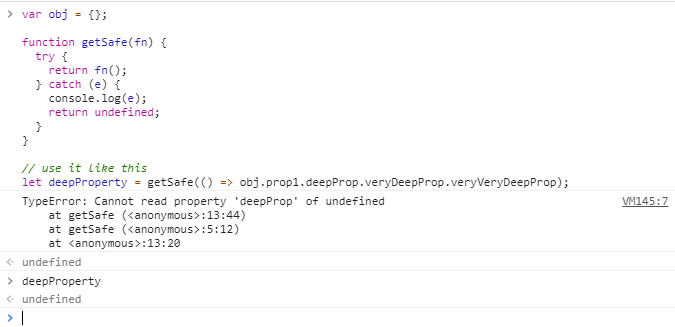 > var obj = {};
function getSafe(fn) {
  try {
    return fn();
  } catch (e) {
    console.log(e);
    return undefined;
  }
}
// use it like this
let deepProperty = getSafe(() => obj.prop1.deepProp.veryDeepProp.veryVeryDeepProp);
TypeError: Cannot read property 'deepProp' of undefined VM145:7
    at getSafe (<anonymous>:13:44)
    at getSafe (<anonymous>:5:12)
    at <anonymous>:13:20
undefined
> deepProperty
undefined
>